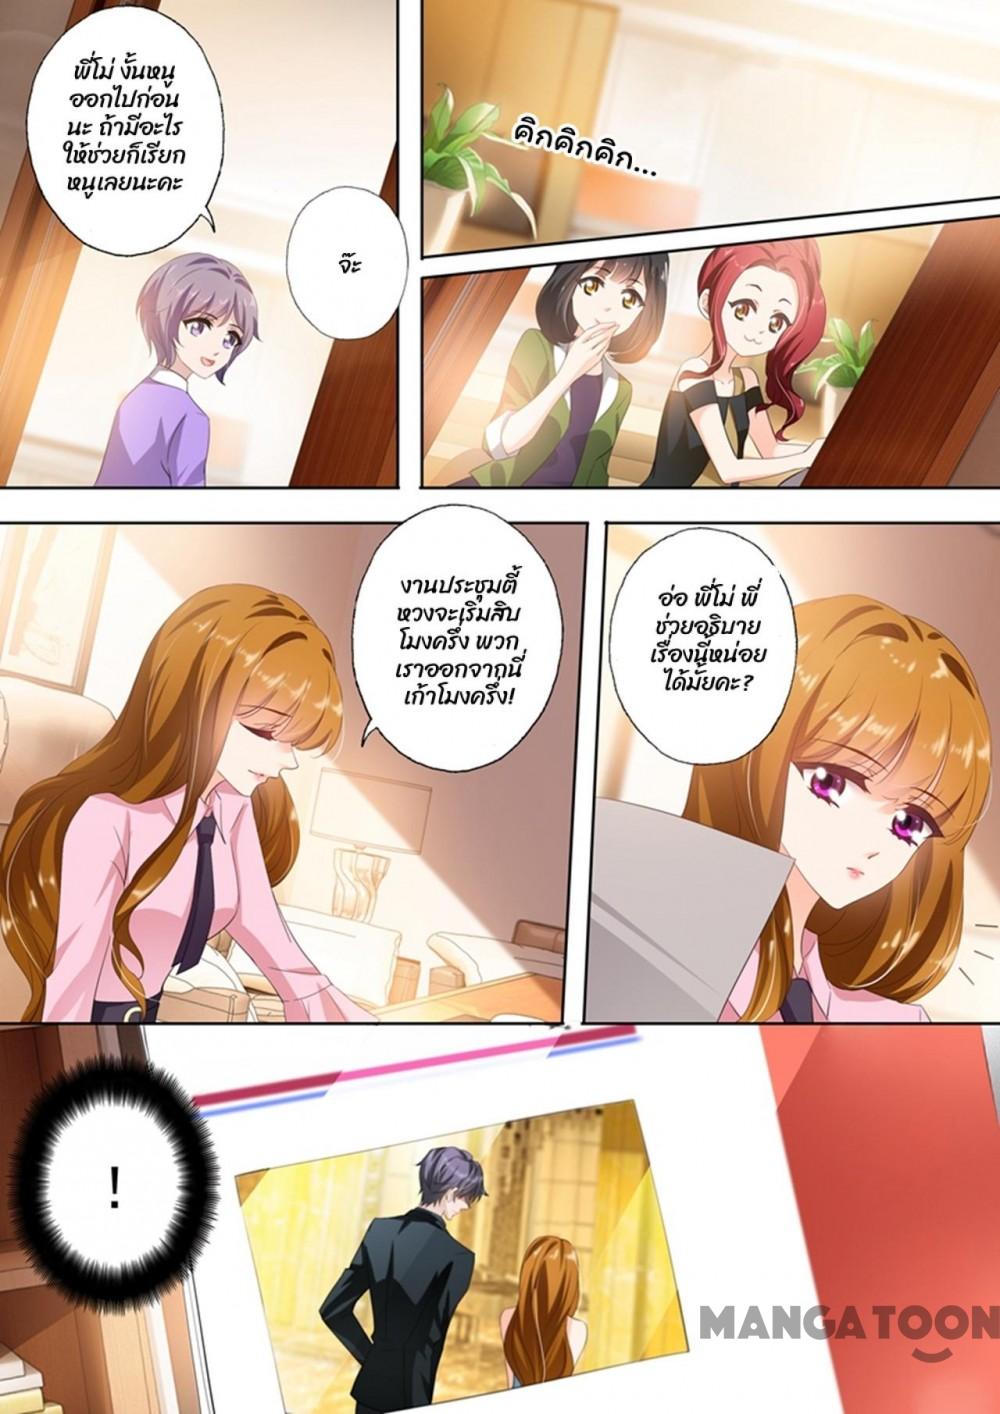 พี่โม่ งั้นหนู
ออกไปก่อน
นะ ถ้ามีอะไร
ให้ช่วยก็เรียก
หนูเลยนะคะ
จ๊ะ
คิกคิกคิก...
งานประชุมตี้
หวงจะเริ่มสิบ
โมงครึ่ง พวก
เราออกจากนี่
เก้าโมงครึ่ง!
อ่อ พี่โม่ พี่
ช่วยอธิบาย
เรื่องนี้หน่อย
ได้มั้ยคะ?
!
MANGATOON